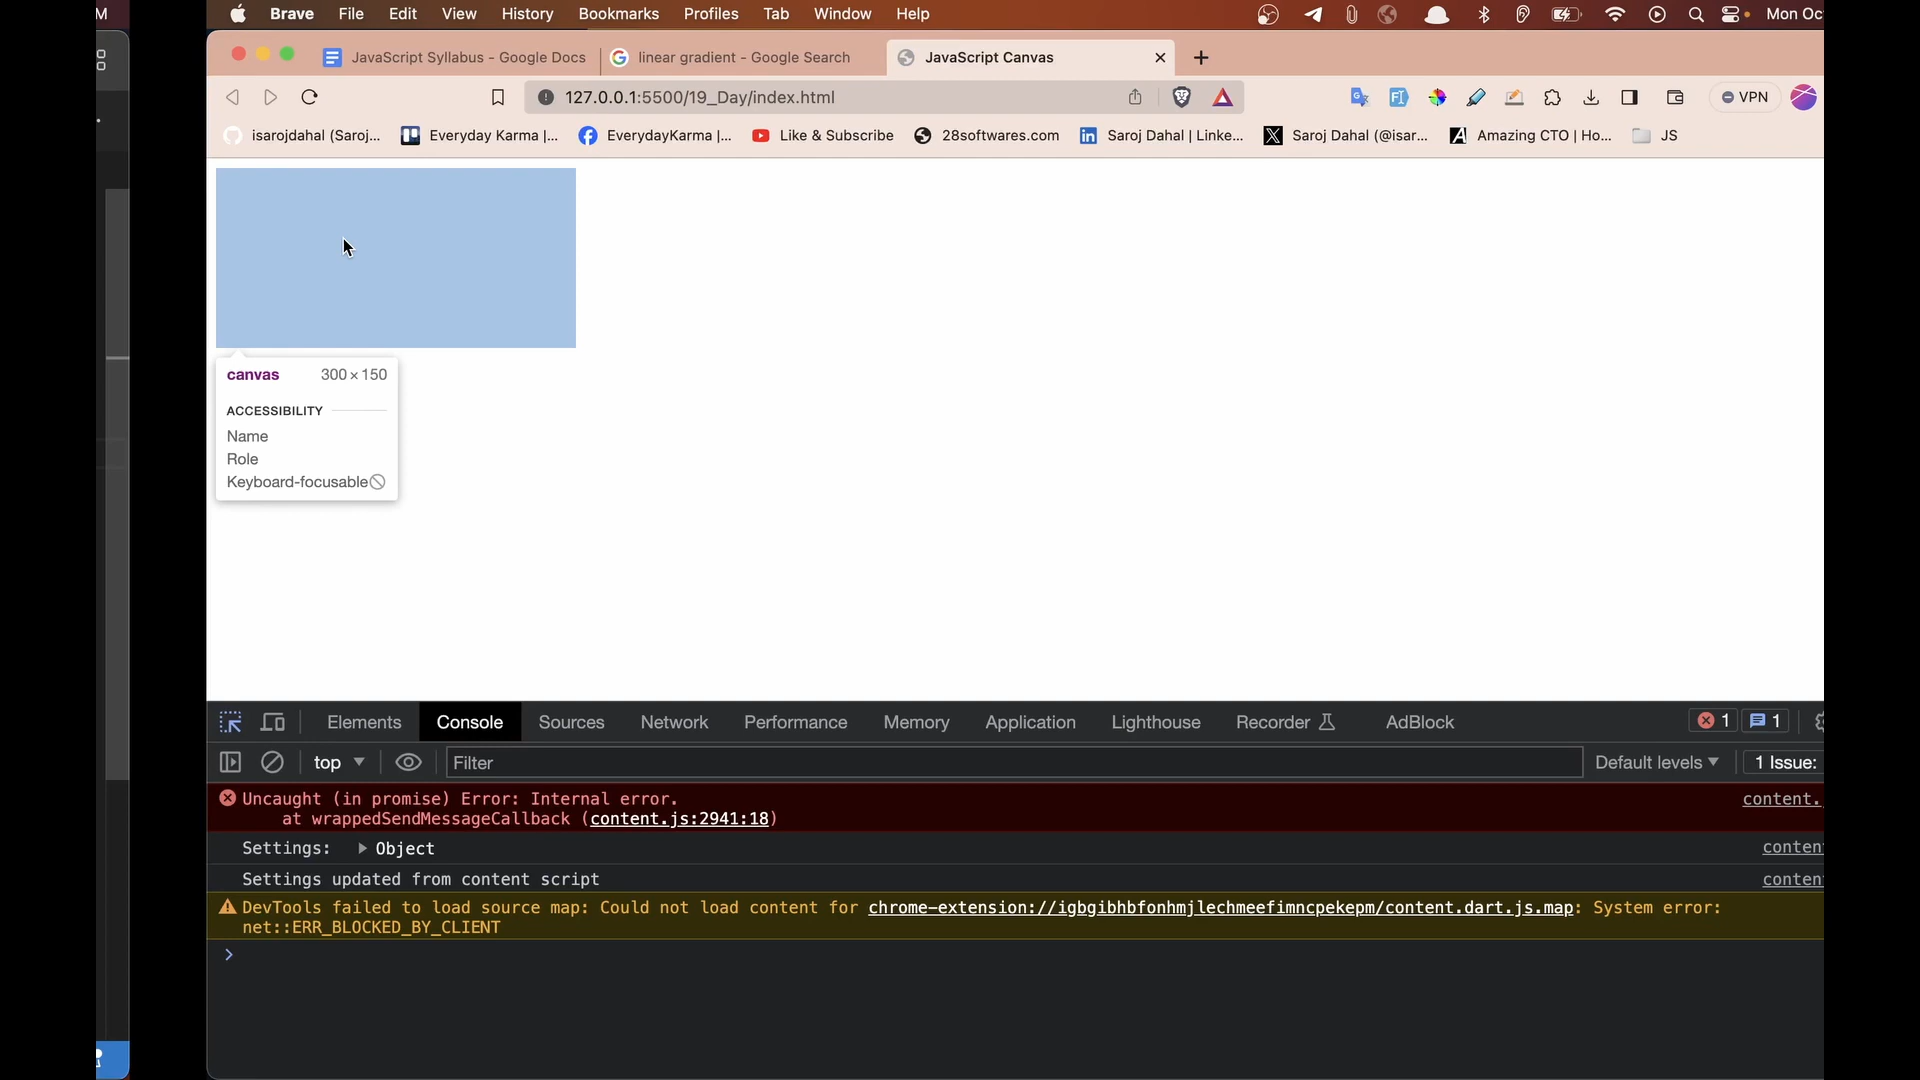 M
Brave File Edit View History Bookmarks Profiles Tab Window Help Mon Oc
JavaScript Syllabus - Google Docs linear gradient - Google Search JavaScript Canvas
127.0.0.1:5500/19_Day/index.html VPN
isarojdahal (Saroj... Everyday Karma |... EverydayKarma |... Like & Subscribe 28softwares.com Saroj Dahal | Linke... Saroj Dahal (@isar... Amazing CTO | Ho... JS
canvas 300 × 150
ACCESSIBILITY
Name
Role
Keyboard-focusable
Elements Console Sources Network Performance Memory Application Lighthouse Recorder AdBlock 1 1
top Filter Default levels 1 Issue:
Uncaught (in promise) Error: Internal error. content.
at wrappedSendMessageCallback (content.js:2941:18)
Settings: Object conten
Settings updated from content script conten
DevTools failed to load source map: Could not load content for chrome-extension://igbgibhbfonhmjlechmeefimncpekepm/content.dart.js.map: System error:
net::ERR_BLOCKED_BY_CLIENT